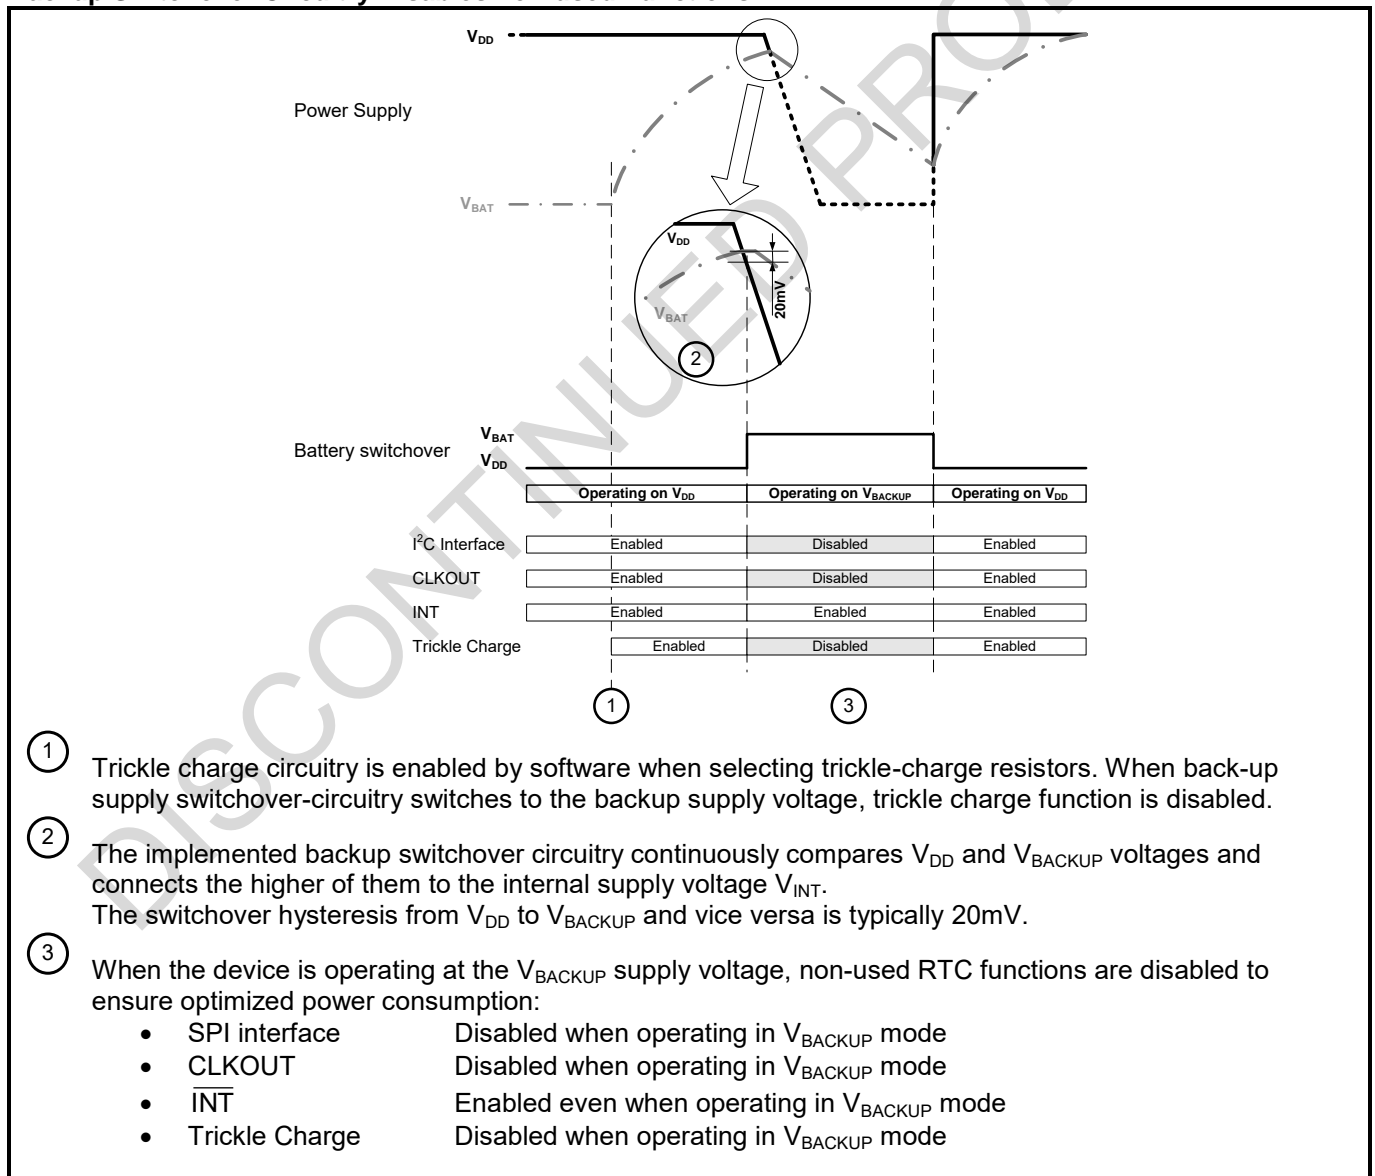 V_DD
Power Supply
V_BAT
V_DD
V_BAT
20mV
2
Battery switchover
V_BAT
V_DD
Operating on V_DD Operating on V_BACKUP Operating on V_DD
I²C Interface Enabled Disabled Enabled
CLKOUT Enabled Disabled Enabled
INT Enabled Enabled Enabled
Trickle Charge Enabled Disabled Enabled
1 3
1 Trickle charge circuitry is enabled by software when selecting trickle-charge resistors. When back-up
supply switchover-circuitry switches to the backup supply voltage, trickle charge function is disabled.
2 The implemented backup switchover circuitry continuously compares V_DD and V_BACKUP voltages and
connects the higher of them to the internal supply voltage V_INT.
The switchover hysteresis from V_DD to V_BACKUP and vice versa is typically 20mV.
3 When the device is operating at the V_BACKUP supply voltage, non-used RTC functions are disabled to
ensure optimized power consumption:
• SPI interface Disabled when operating in V_BACKUP mode
• CLKOUT Disabled when operating in V_BACKUP mode
• I̅N̅T̅ Enabled even when operating in V_BACKUP mode
• Trickle Charge Disabled when operating in V_BACKUP mode
DISCONTINUED